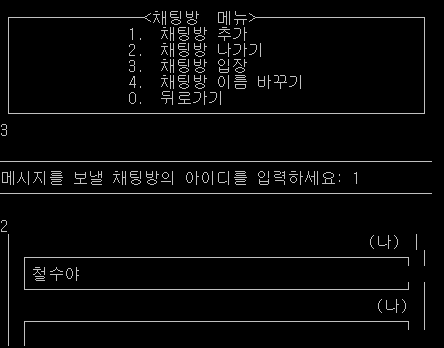 <채팅방 메뉴>
1. 채팅방 추가
2. 채팅방 나가기
3. 채팅방 입장
4. 채팅방 이름 바꾸기
0. 뒤로가기
3
메시지를 보낼 채팅방의 아이디를 입력하세요: 1
2
(나)
철수야
(나)